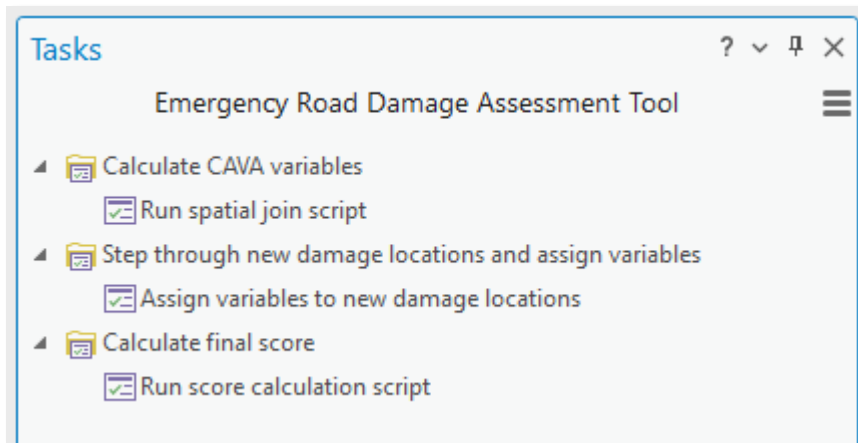 Tasks ?
Emergency Road Damage Assessment Tool
Calculate CAVA variables
Run spatial join script
Step through new damage locations and assign variables
Assign variables to new damage locations
Calculate final score
Run score calculation script